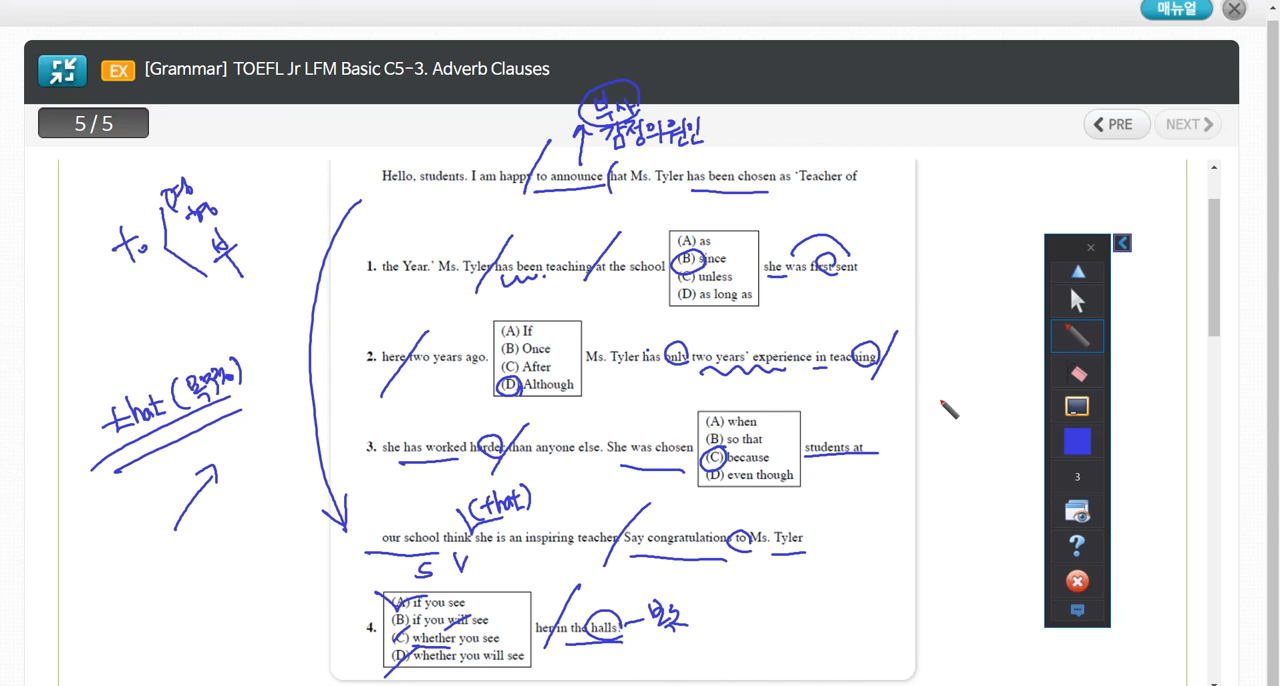 매뉴얼
EX [Grammar] TOEFL Jr LFM Basic C5-3. Adverb Clauses
5 / 5
PRE
NEXT
부사
감정의 원인
Hello, students. I am happy to announce that Ms. Tyler has been chosen as 'Teacher of
1. the Year.' Ms. Tyler has been teaching at the school
(A) as
(B) since
(C) unless
(D) as long as
she was first sent
2. here two years ago.
(A) If
(B) Once
(C) After
(D) Although
Ms. Tyler has only two years' experience in teaching,
3. she has worked harder than anyone else. She was chosen
(A) when
(B) so that
(C) because
(D) even though
students at
(that)
our school think she is an inspiring teacher. Say congratulations to Ms. Tyler
S V
4.
(A) if you see
(B) if you will see
(C) whether you see
(D) whether you will see
her in the halls!
to
부
that
3